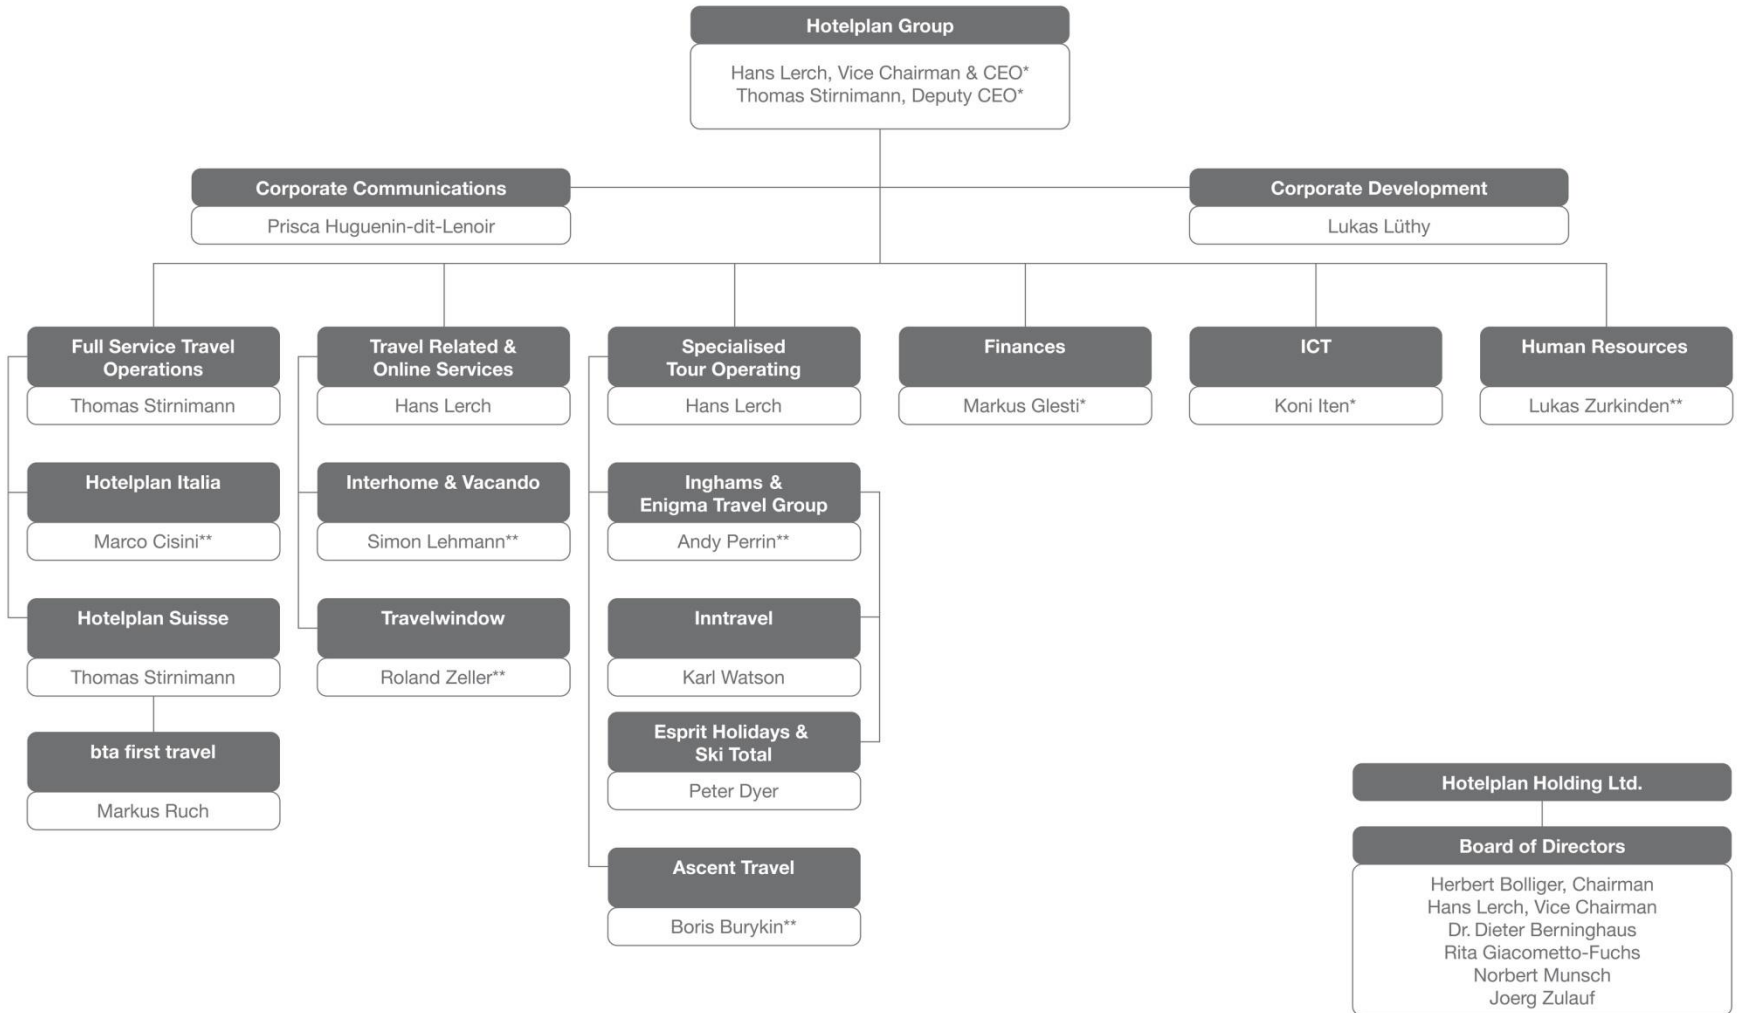 Hotelplan Group
Hans Lerch, Vice Chairman & CEO*
Thomas Stirnimann, Deputy CEO*
Corporate Communications
Prisca Huguenin-dit-Lenoir
Corporate Development
Lukas Lüthy
Full Service Travel
Operations
Thomas Stirnimann
Travel Related &
Online Services
Hans Lerch
Specialised
Tour Operating
Hans Lerch
Finances
Markus Glesti*
ICT
Koni Iten*
Human Resources
Lukas Zurkinden**
Hotelplan Italia
Marco Cisini**
Interhome & Vacando
Simon Lehmann**
Inghams &
Enigma Travel Group
Andy Perrin**
Hotelplan Suisse
Thomas Stirnimann
Travelwindow
Roland Zeller**
Inntravel
Karl Watson
bta first travel
Markus Ruch
Esprit Holidays &
Ski Total
Peter Dyer
Ascent Travel
Boris Burykin**
Hotelplan Holding Ltd.
Board of Directors
Herbert Bolliger, Chairman
Hans Lerch, Vice Chairman
Dr. Dieter Berninghaus
Rita Giacometto-Fuchs
Norbert Munsch
Joerg Zulauf